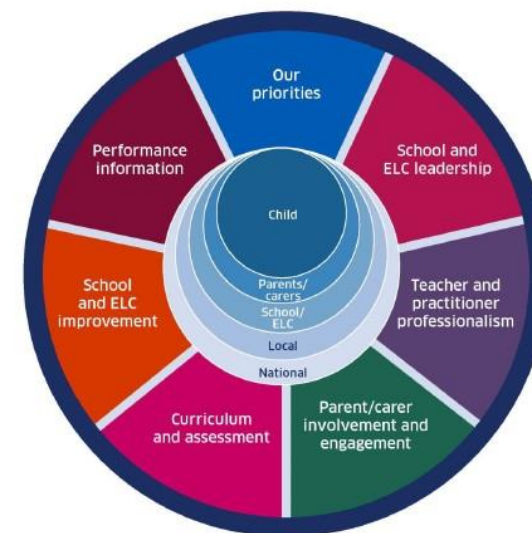 Our
priorities
School and
ELC leadership
Teacher and
practitioner
professionalism
Parent/carer
involvement and
engagement
Curriculum
and assessment
School
and ELC
improvement
Performance
information
Child
Parents/
carers
School/
ELC
Local
National